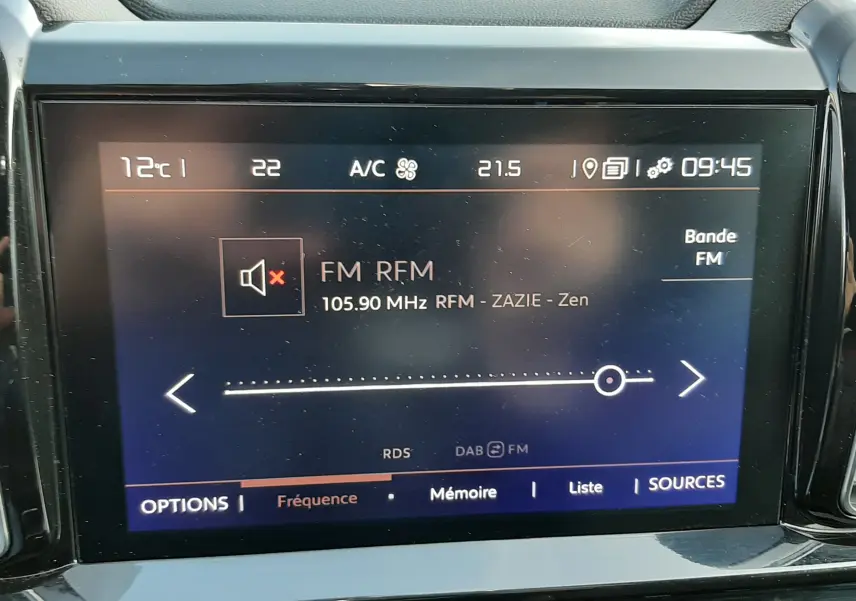 12°C 22 A/C 21.5 09:45
Bande
FM
FM RFM
105.90 MHz RFM - ZAZIE - Zen
RDS DAB FM
OPTIONS Fréquence Mémoire Liste SOURCES